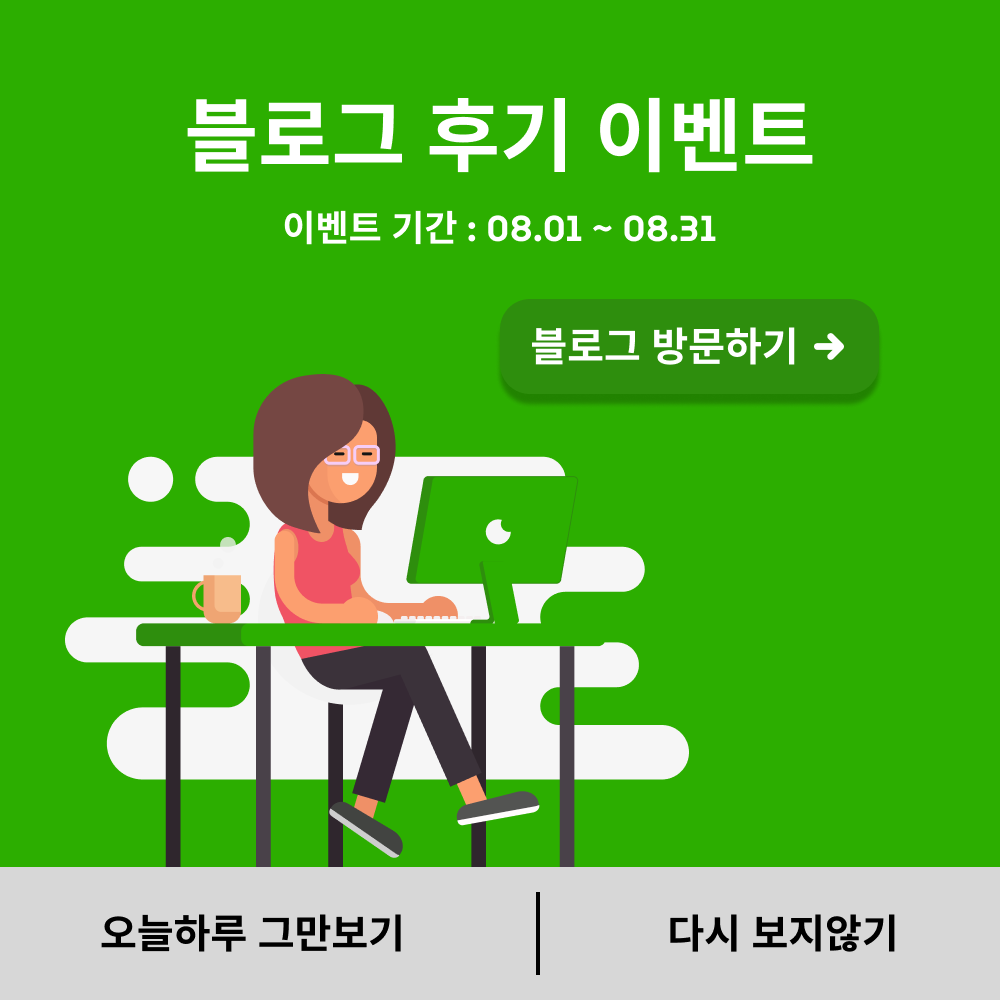 블로그 후기 이벤트
이벤트 기간 : 08.01 ~ 08.31
블로그 방문하기 →
오늘하루 그만보기 | 다시 보지않기